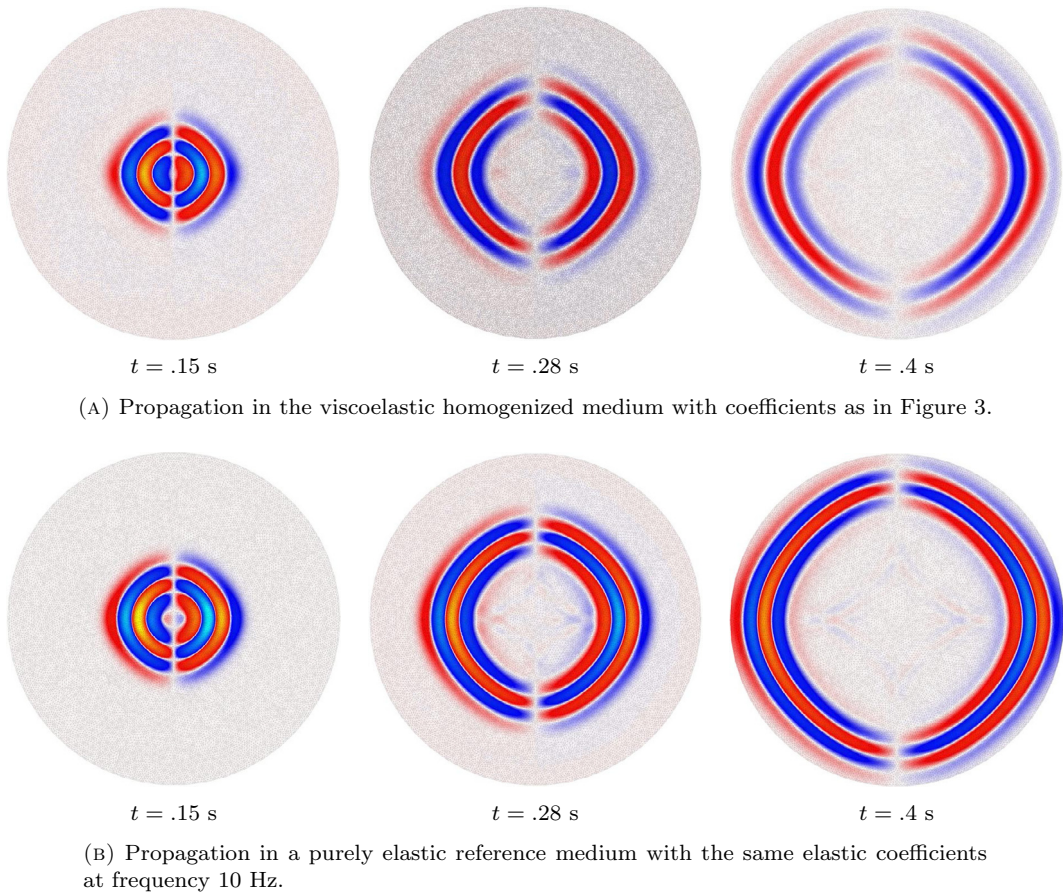 t = .15 s
t = .28 s
t = .4 s
(A) Propagation in the viscoelastic homogenized medium with coefficients as in Figure 3.
t = .15 s
t = .28 s
t = .4 s
(B) Propagation in a purely elastic reference medium with the same elastic coefficients
at frequency 10 Hz.